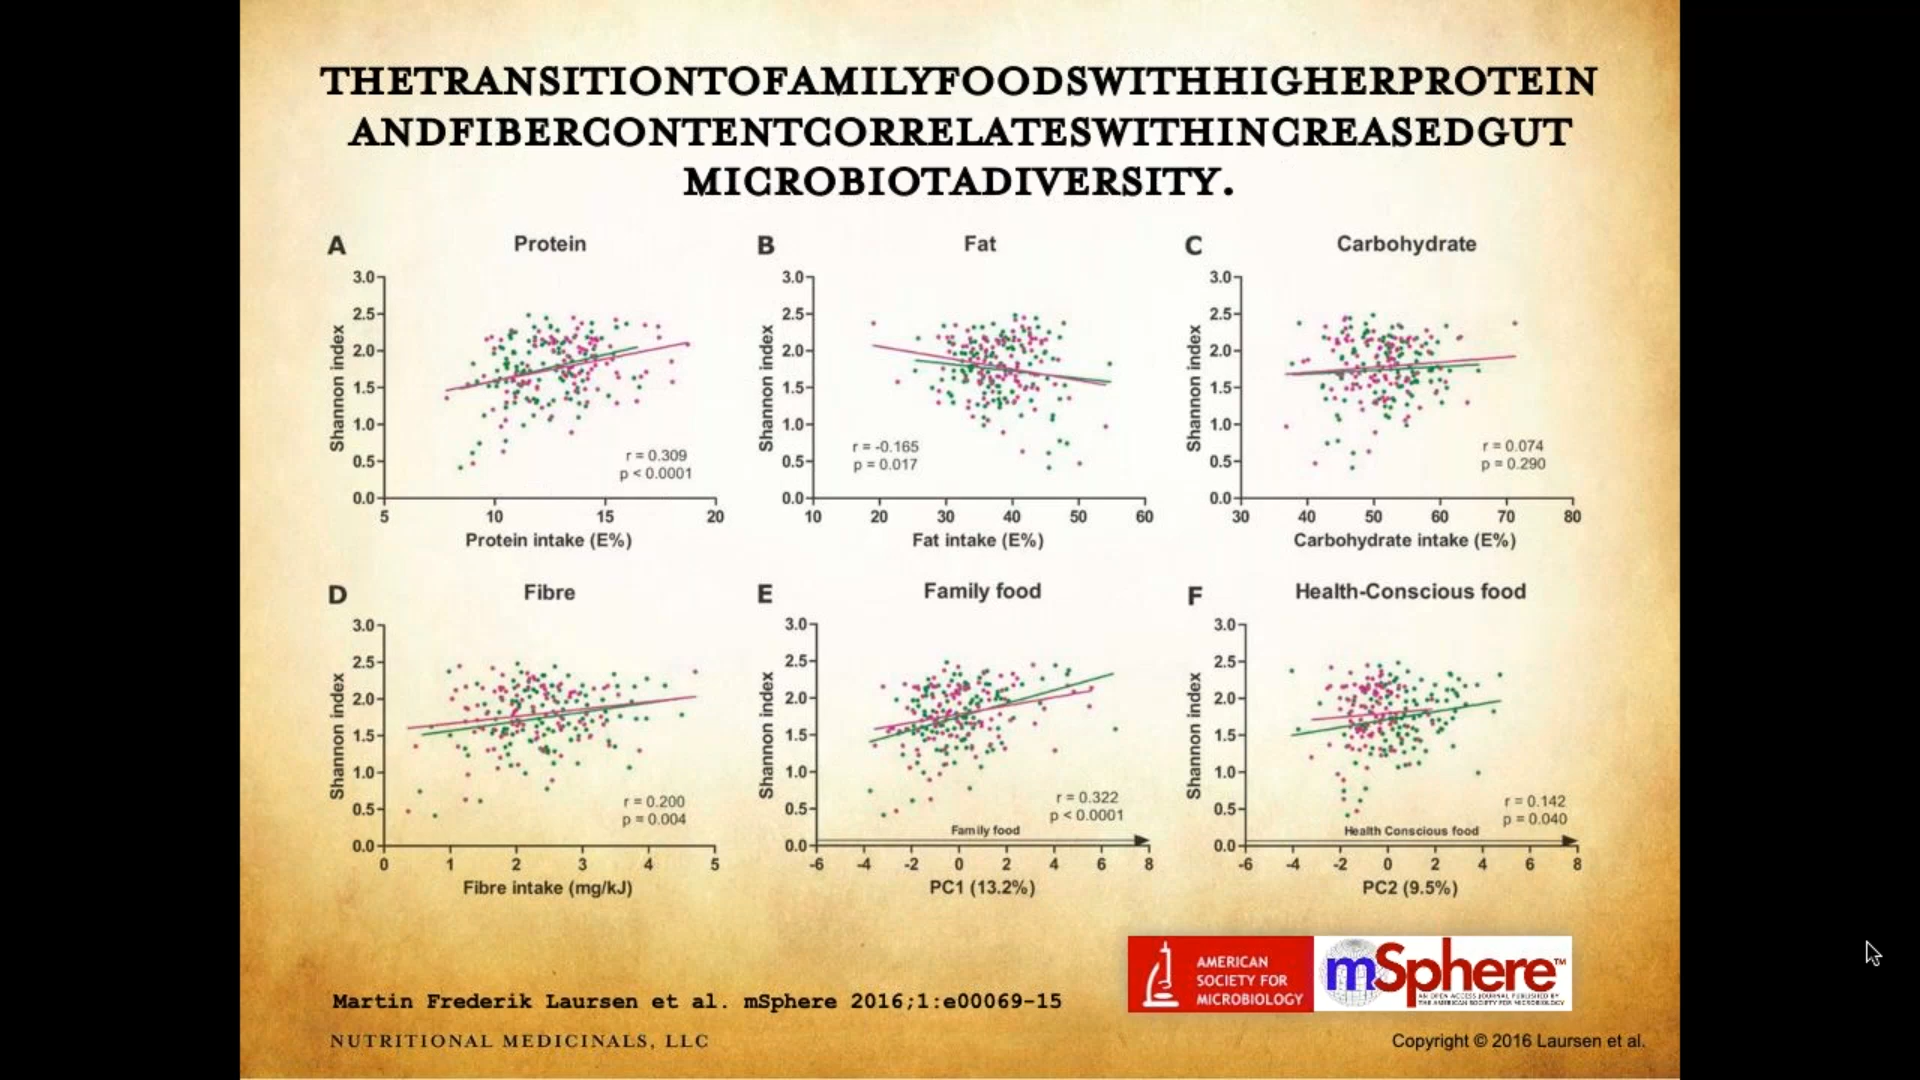 THETRANSITIONTOFAMILYFOODSWITHHIGHERPROTEIN
ANDFIBERCONTENTCORRELATESWITHINCREASEDGUT
MICROBIOTADIVERSITY.
A Protein
3.0
2.5
2.0
1.5
1.0
0.5
0.0
Shannon index
r = 0.309
p < 0.0001
5 10 15 20
Protein intake (E%)
B Fat
3.0
2.5
2.0
1.5
1.0
0.5
0.0
Shannon index
r = -0.165
p = 0.017
10 20 30 40 50 60
Fat intake (E%)
C Carbohydrate
3.0
2.5
2.0
1.5
1.0
0.5
0.0
Shannon index
r = 0.074
p = 0.290
30 40 50 60 70 80
Carbohydrate intake (E%)
D Fibre
3.0
2.5
2.0
1.5
1.0
0.5
0.0
Shannon index
r = 0.200
p = 0.004
0 1 2 3 4 5
Fibre intake (mg/kJ)
E Family food
3.0
2.5
2.0
1.5
1.0
0.5
0.0
Shannon index
r = 0.322
p < 0.0001
Family food
-6 -4 -2 0 2 4 6 8
PC1 (13.2%)
F Health-Conscious food
3.0
2.5
2.0
1.5
1.0
0.5
0.0
Shannon index
r = 0.142
p = 0.040
Health Conscious food
-6 -4 -2 0 2 4 6 8
PC2 (9.5%)
AMERICAN
SOCIETY FOR
MICROBIOLOGY
mSphere™
AN OPEN ACCESS JOURNAL PUBLISHED BY
THE AMERICAN SOCIETY FOR MICROBIOLOGY
Martin Frederik Laursen et al. mSphere 2016;1:e00069-15
NUTRITIONAL MEDICINALS, LLC
Copyright © 2016 Laursen et al.